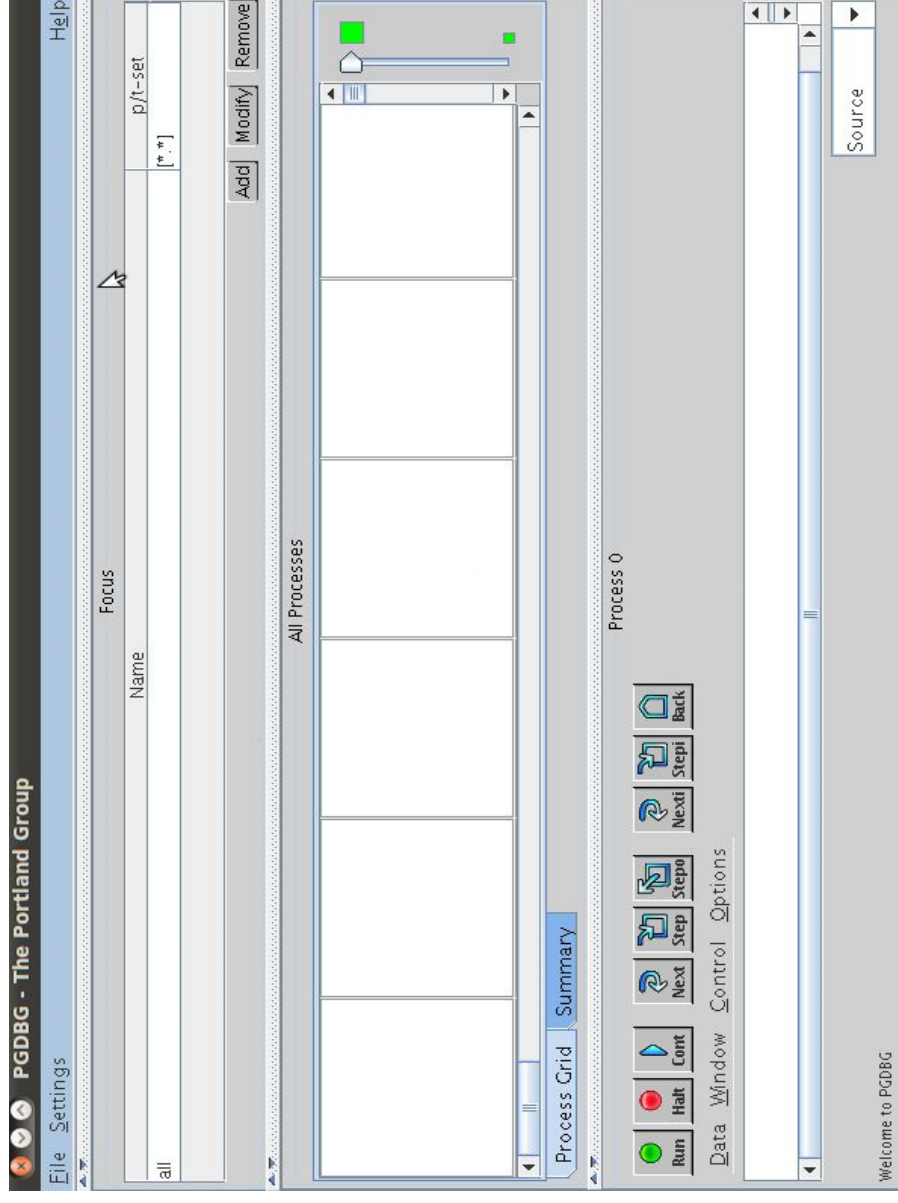 PGDBG - The Portland Group
File Settings Help
Focus
Name p/t-set
all [*.*]
Add Modify Remove
All Processes
Process Grid Summary
Process 0
Run Halt Cont Next Step Stepo Nexti Stepi Back
Data Window Control Options
Source
Welcome to PGDBG